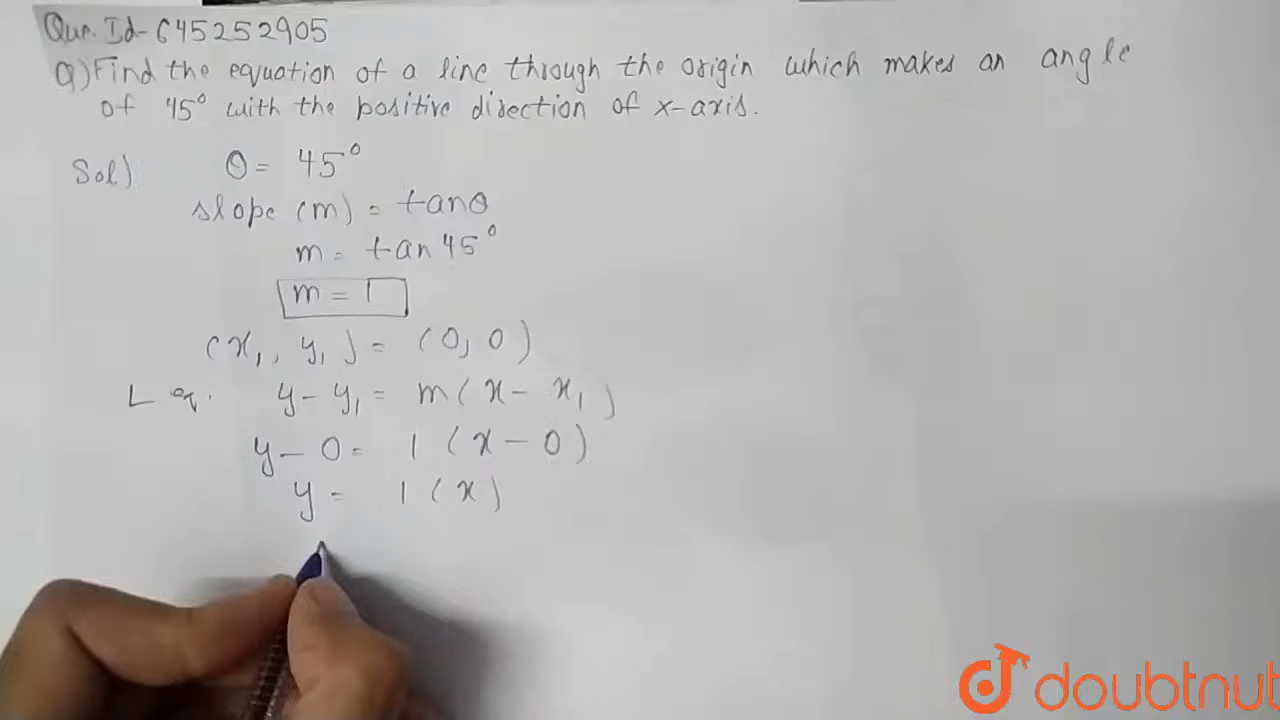 Que. Id-645252905
Q) Find the equation of a line through the origin which makes an angle
of 45° with the positive direction of x-axis.
Sol) θ = 45°
slope (m) = tanθ
m = tan 45°
m = 1
(x₁, y₁) = (0, 0)
L eq. y - y₁ = m(x - x₁)
y - 0 = 1 (x - 0)
y = 1 (x)
doubtnut